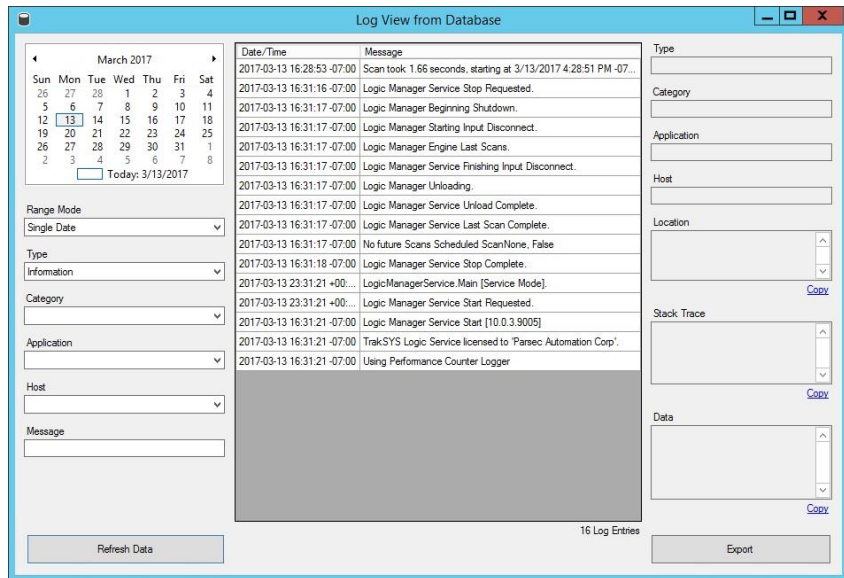 Log View from Database
March 2017
Sun Mon Tue Wed Thu Fri Sat
26 27 28 1 2 3 4
5 6 7 8 9 10 11
12 13 14 15 16 17 18
19 20 21 22 23 24 25
26 27 28 29 30 31 1
2 3 4 5 6 7 8
Today: 3/13/2017
Range Mode
Single Date
Type
Information
Category
Application
Host
Message
Refresh Data
Date/Time Message
2017-03-13 16:28:53 -07:00 Scan took 1.66 seconds, starting at 3/13/2017 4:28:51 PM -07...
2017-03-13 16:31:16 -07:00 Logic Manager Service Stop Requested.
2017-03-13 16:31:17 -07:00 Logic Manager Beginning Shutdown.
2017-03-13 16:31:17 -07:00 Logic Manager Starting Input Disconnect.
2017-03-13 16:31:17 -07:00 Logic Manager Engine Last Scans.
2017-03-13 16:31:17 -07:00 Logic Manager Service Finishing Input Disconnect.
2017-03-13 16:31:17 -07:00 Logic Manager Unloading.
2017-03-13 16:31:17 -07:00 Logic Manager Service Unload Complete.
2017-03-13 16:31:17 -07:00 Logic Manager Service Last Scan Complete.
2017-03-13 16:31:17 -07:00 No future Scans Scheduled ScanNone, False
2017-03-13 16:31:18 -07:00 Logic Manager Service Stop Complete.
2017-03-13 23:31:21 +00:... LogicManagerService.Main [Service Mode].
2017-03-13 23:31:21 +00:... Logic Manager Service Start Requested.
2017-03-13 16:31:21 -07:00 Logic Manager Service Start [10.0.3.9005]
2017-03-13 16:31:21 -07:00 TrakSYS Logic Service licensed to 'Parsec Automation Corp'.
2017-03-13 16:31:21 -07:00 Using Performance Counter Logger
16 Log Entries
Type
Category
Application
Host
Location
Copy
Stack Trace
Copy
Data
Copy
Export